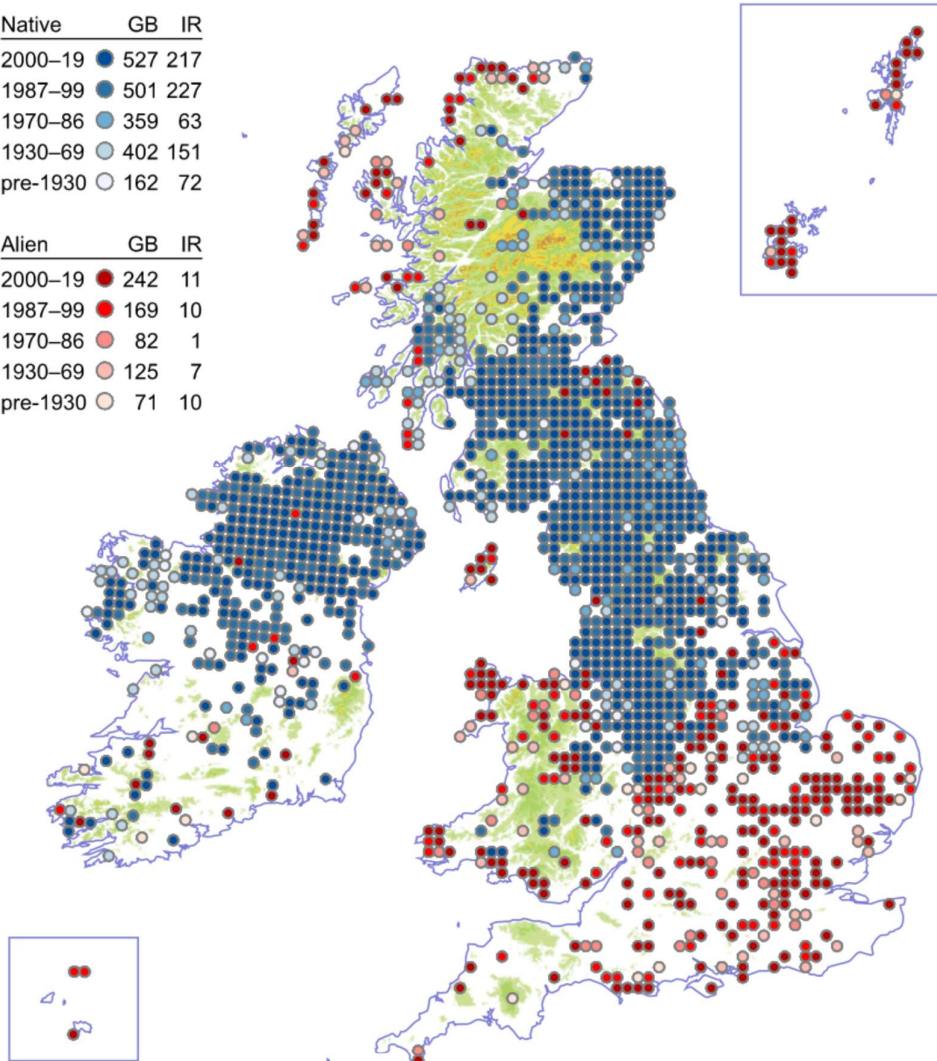 Native GB IR
2000–19 527 217
1987–99 501 227
1970–86 359 63
1930–69 402 151
pre-1930 162 72
Alien GB IR
2000–19 242 11
1987–99 169 10
1970–86 82 1
1930–69 125 7
pre-1930 71 10